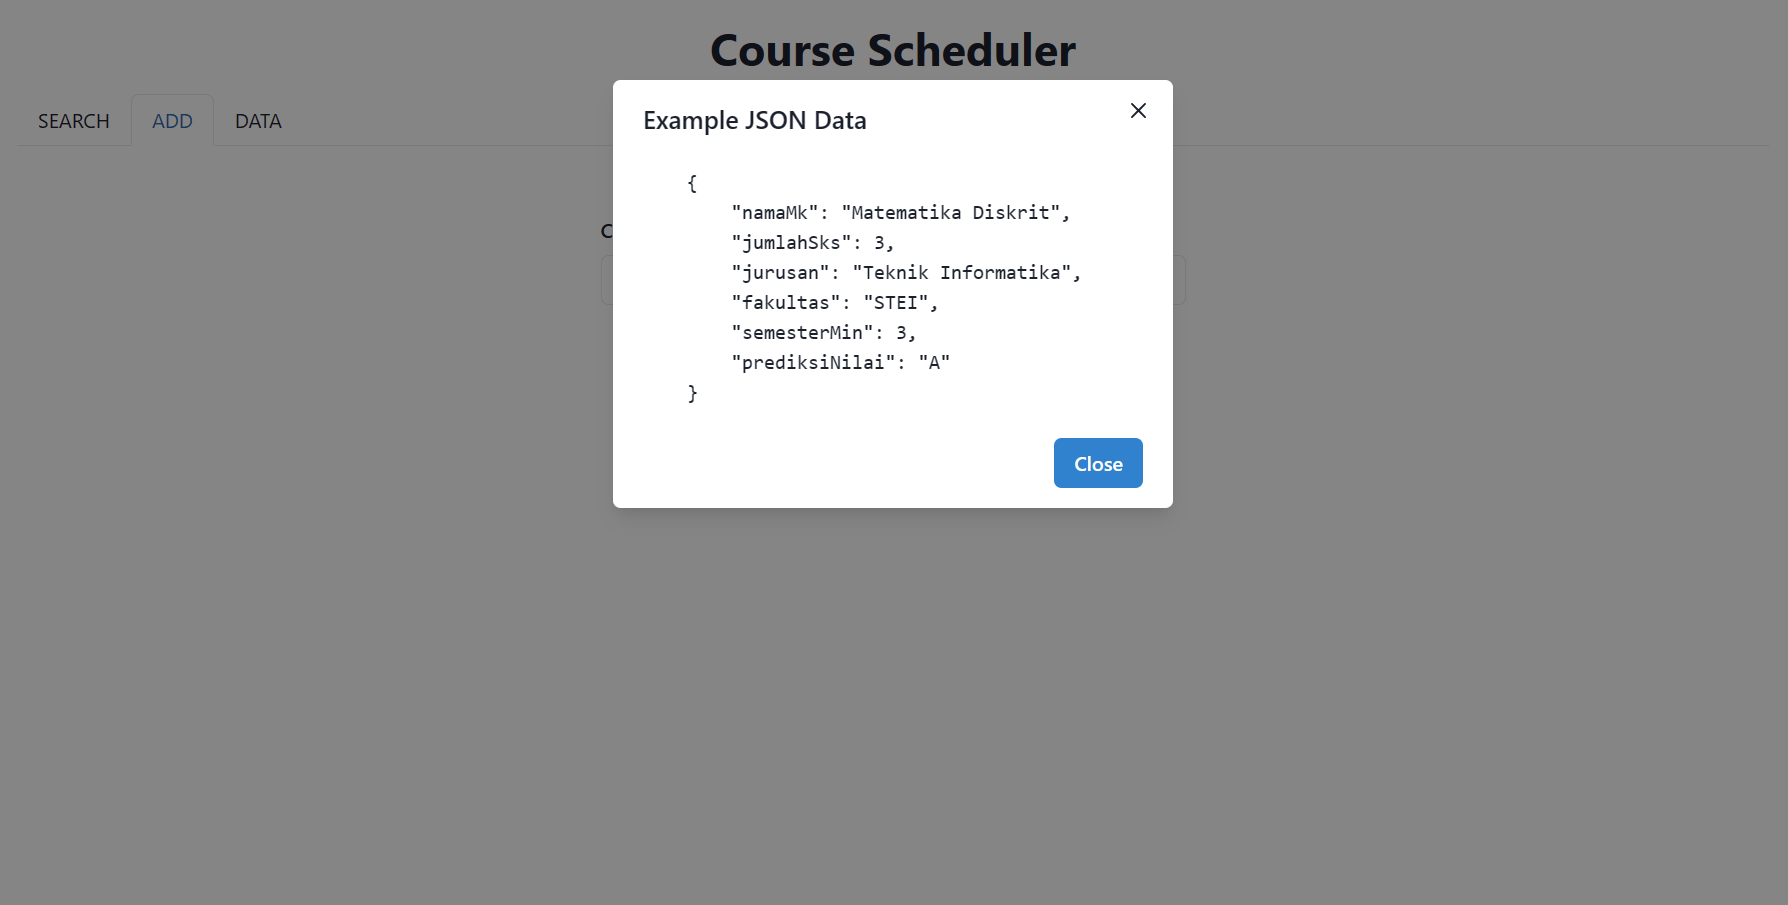 Course Scheduler
SEARCH
ADD
DATA
Example JSON Data
{
"namaMk": "Matematika Diskrit",
"jumlahSks": 3,
"jurusan": "Teknik Informatika",
"fakultas": "STEI",
"semesterMin": 3,
"prediksiNilai": "A"
}
Close